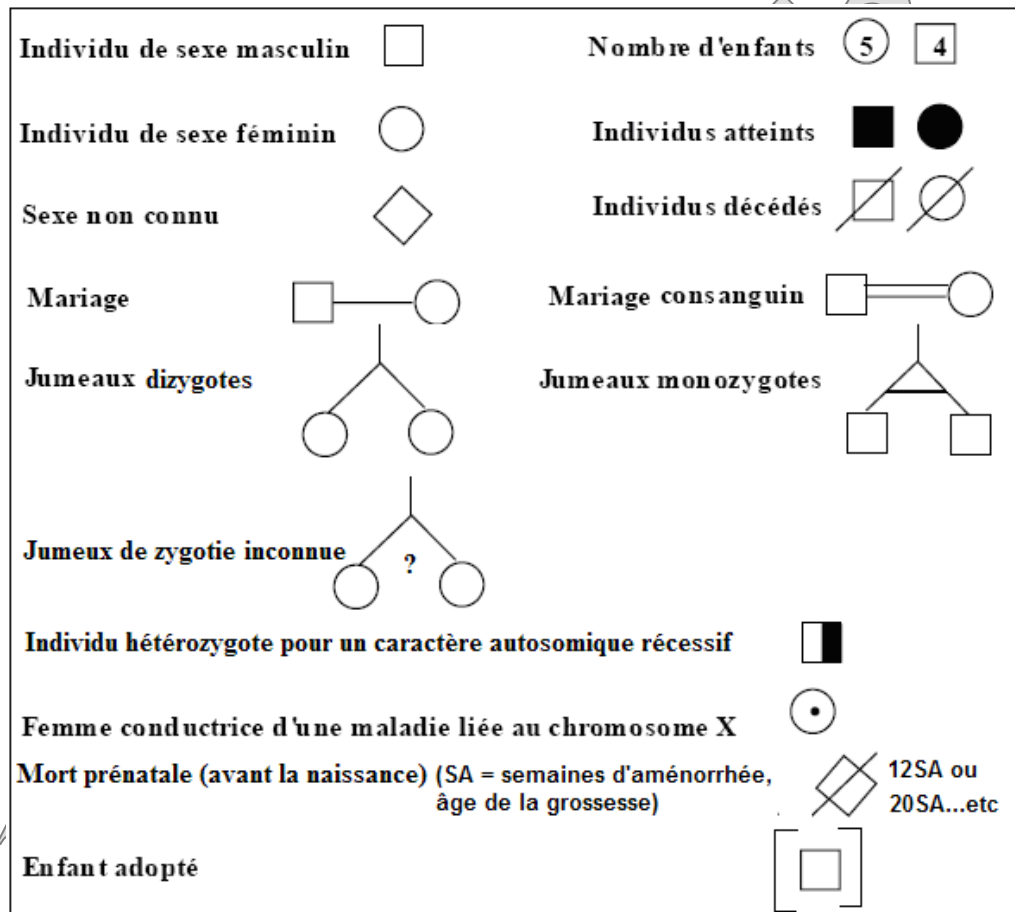 Individu de sexe masculin
Nombre d'enfants 5 4
Individu de sexe féminin
Individus atteints
Sexe non connu
Individus décédés
Mariage
Mariage consanguin
Jumeaux dizygotes
Jumeaux monozygotes
Jumeux de zygotie inconnue ?
Individu hétérozygote pour un caractère autosomique récessif
Femme conductrice d'une maladie liée au chromosome X
Mort prénatale (avant la naissance) (SA = semaines d'aménorrhée, 12SA ou
âge de la grossesse) 20SA...etc
Enfant adopté